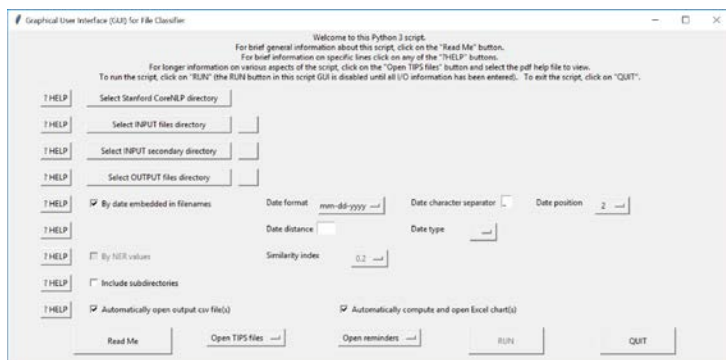 Graphical User Interface (GUI) for File Classifier
Welcome to this Python 3 script.
For brief general information about this script, click on the "Read Me" button.
For brief information on specific lines click on any of the "?HELP" buttons.
For longer information on various aspects of the script, click on the "Open TIPS files" button and select the pdf help file to view.
To run the script, click on "RUN" (the RUN button in this script GUI is disabled until all I/O information has been entered). To exit the script, click on "QUIT".
? HELP Select Stanford CoreNLP directory
? HELP Select INPUT files directory
? HELP Select INPUT secondary directory
? HELP Select OUTPUT files directory
? HELP By date embedded in filenames Date format mm-dd-yyyy Date character separator _ Date position 2
? HELP Date distance Date type
? HELP By NER values Similarity index 0.2
? HELP Include subdirectories
? HELP Automatically open output csv file(s) Automatically compute and open Excel chart(s)
Read Me Open TIPS files Open reminders RUN QUIT